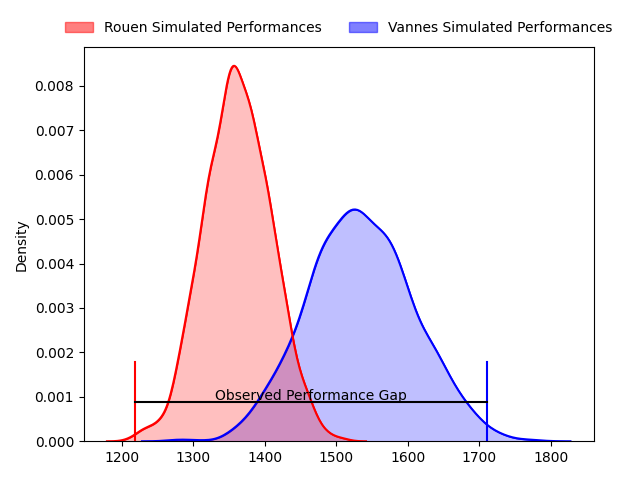 Rouen Simulated Performances
Vannes Simulated Performances
Density
0.008
0.007
0.006
0.005
0.004
0.003
0.002
0.001
0.000
Observed Performance Gap
1200 1300 1400 1500 1600 1700 1800